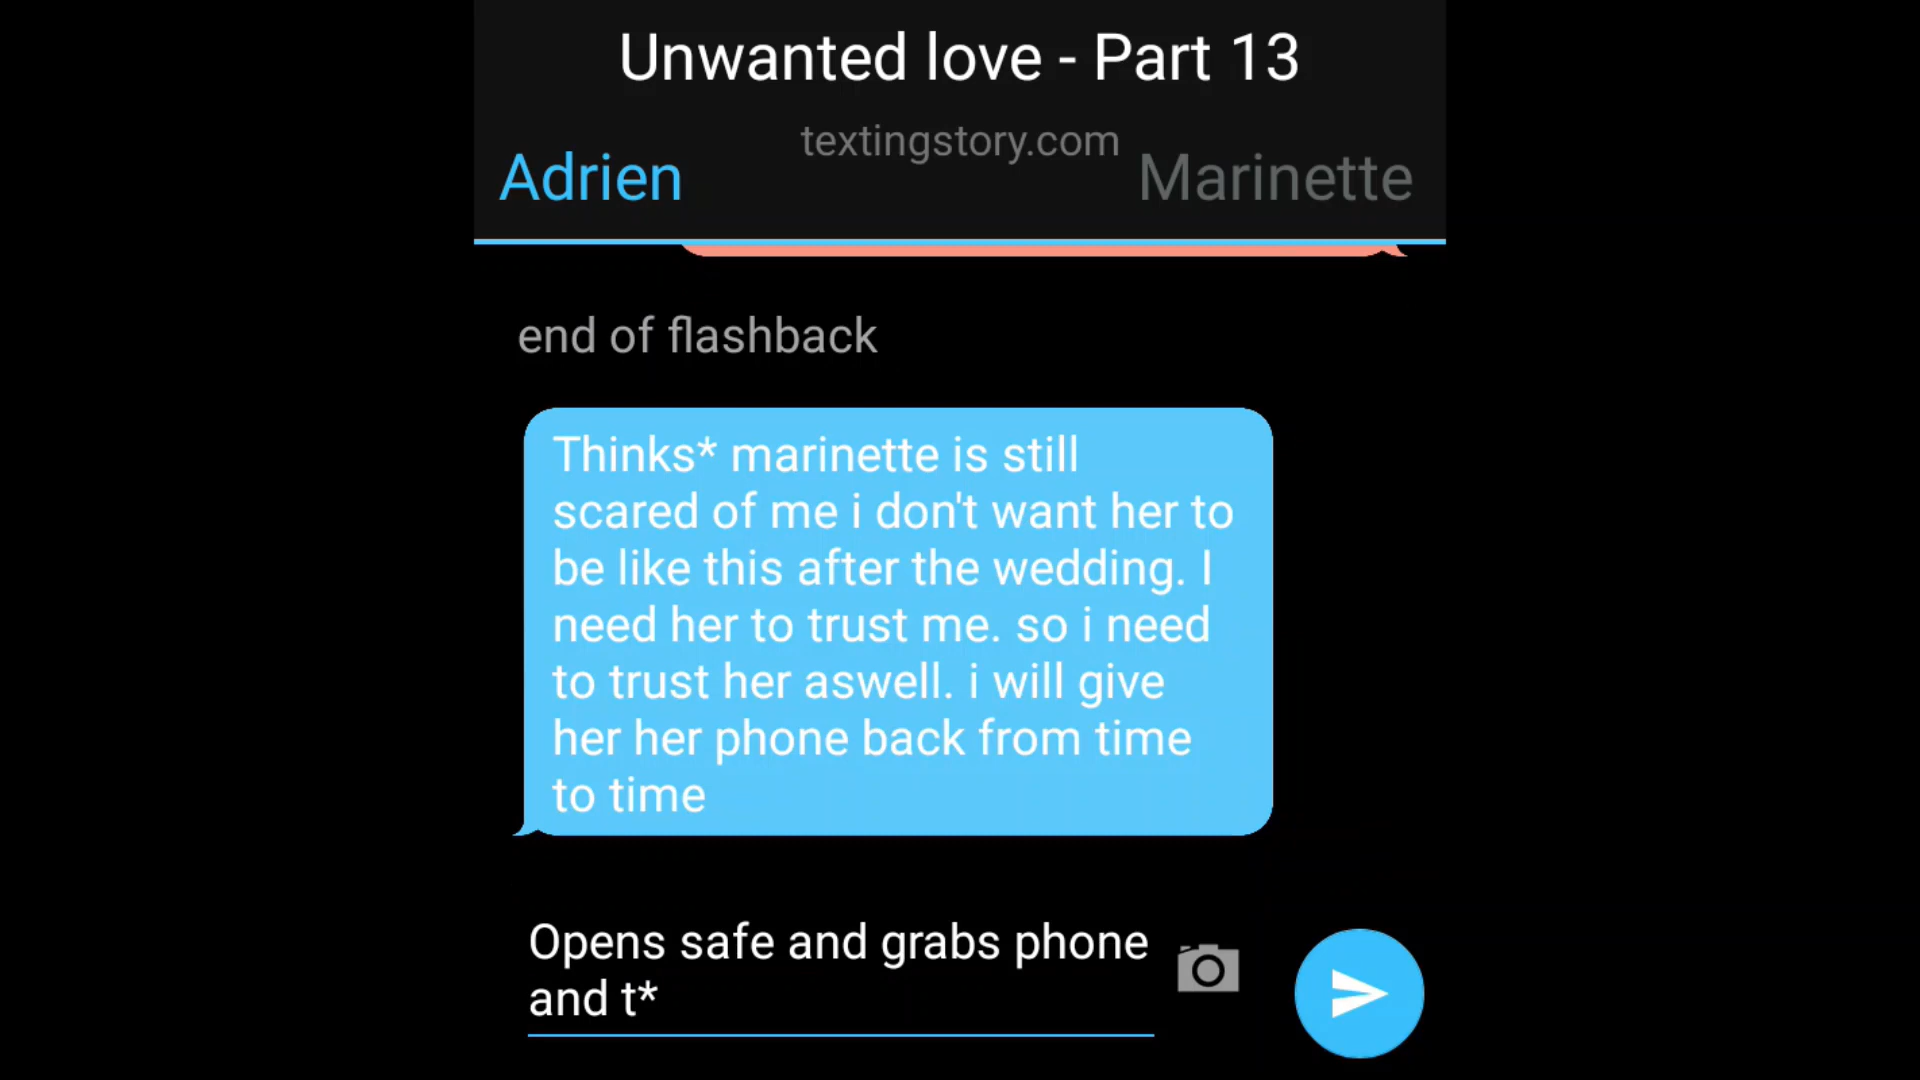 Unwanted love - Part 13
textingstory.com
Adrien
Marinette
end of flashback
Thinks* marinette is still
scared of me i don't want her to
be like this after the wedding. I
need her to trust me. so i need
to trust her aswell. i will give
her her phone back from time
to time
Opens safe and grabs phone
and t*